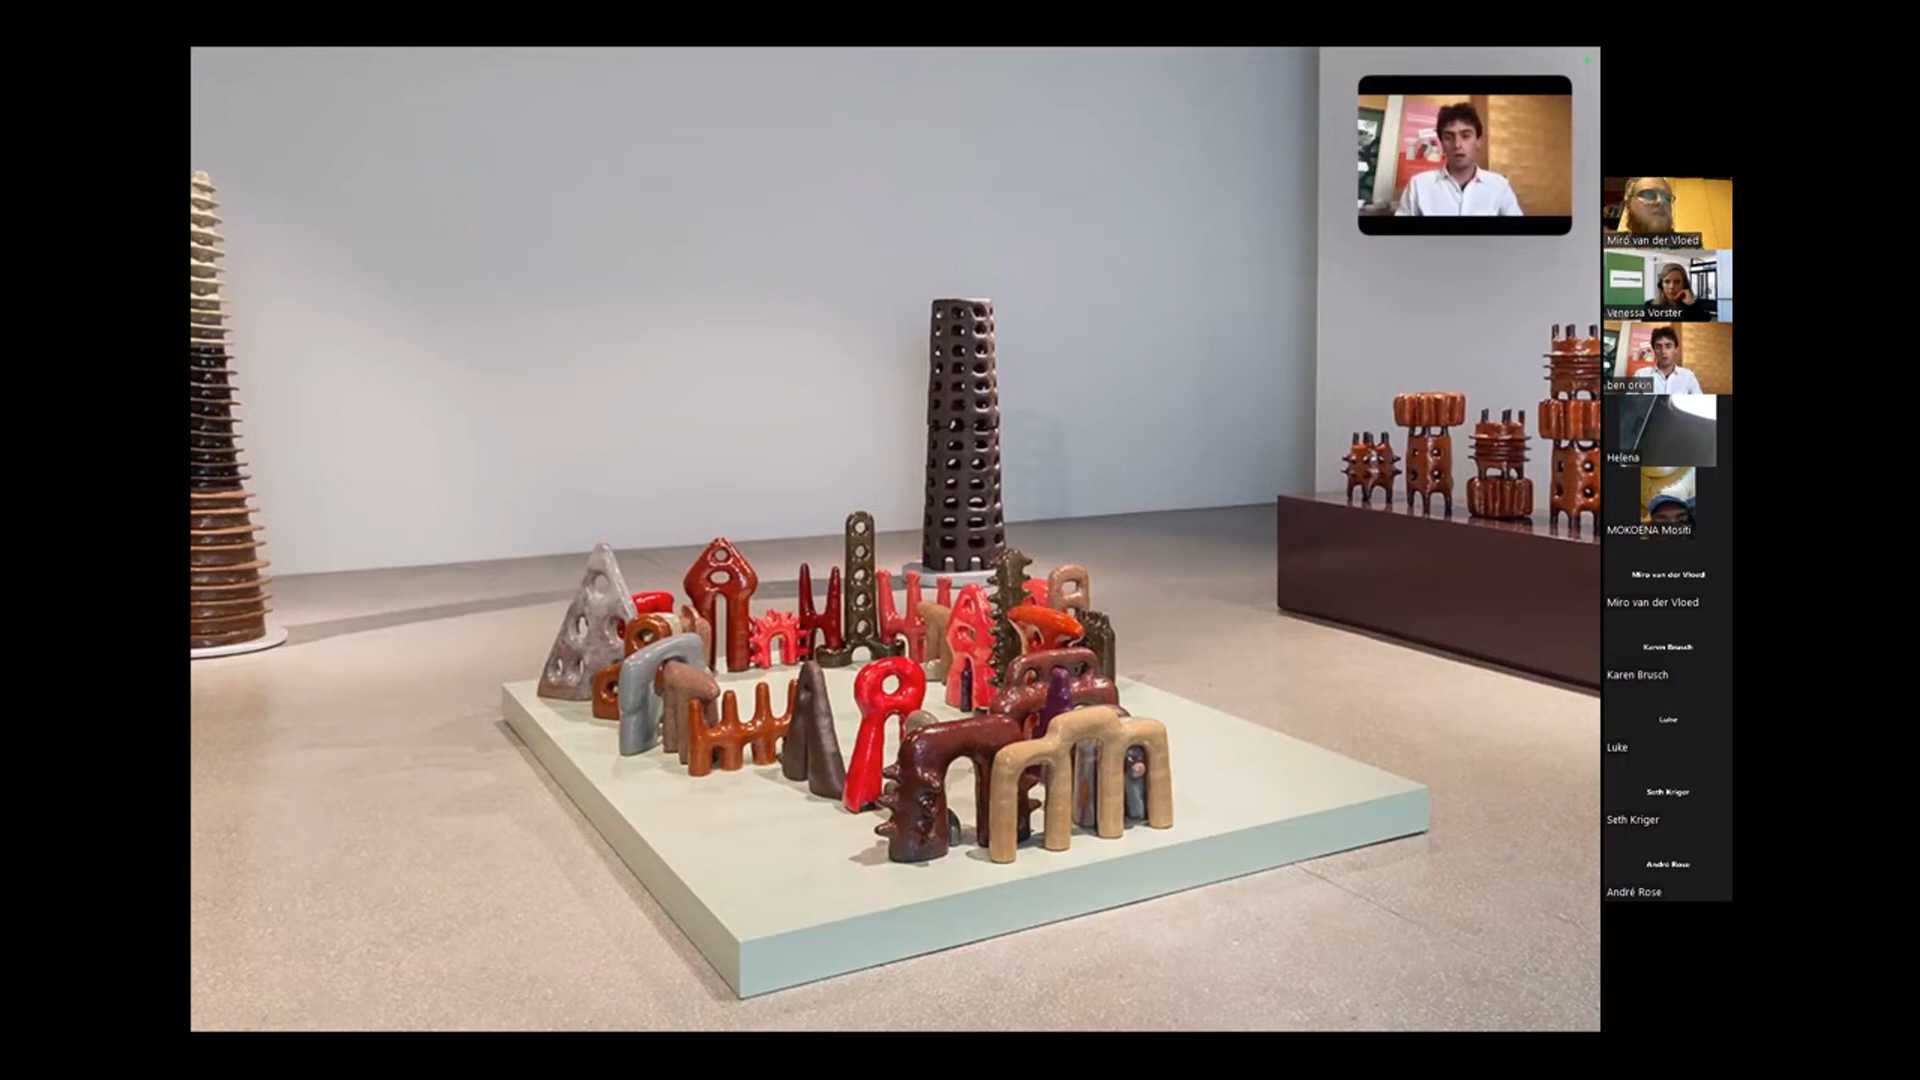 Miró van der Vloed
Venessa Vorster
ben orkin
Helena
MOKOENA Mositi
Miro van der Vloed
Miro van der Vloed
Karen Brusch
Karen Brusch
Luke
Luke
Seth Kriger
Seth Kriger
André Rose
André Rose